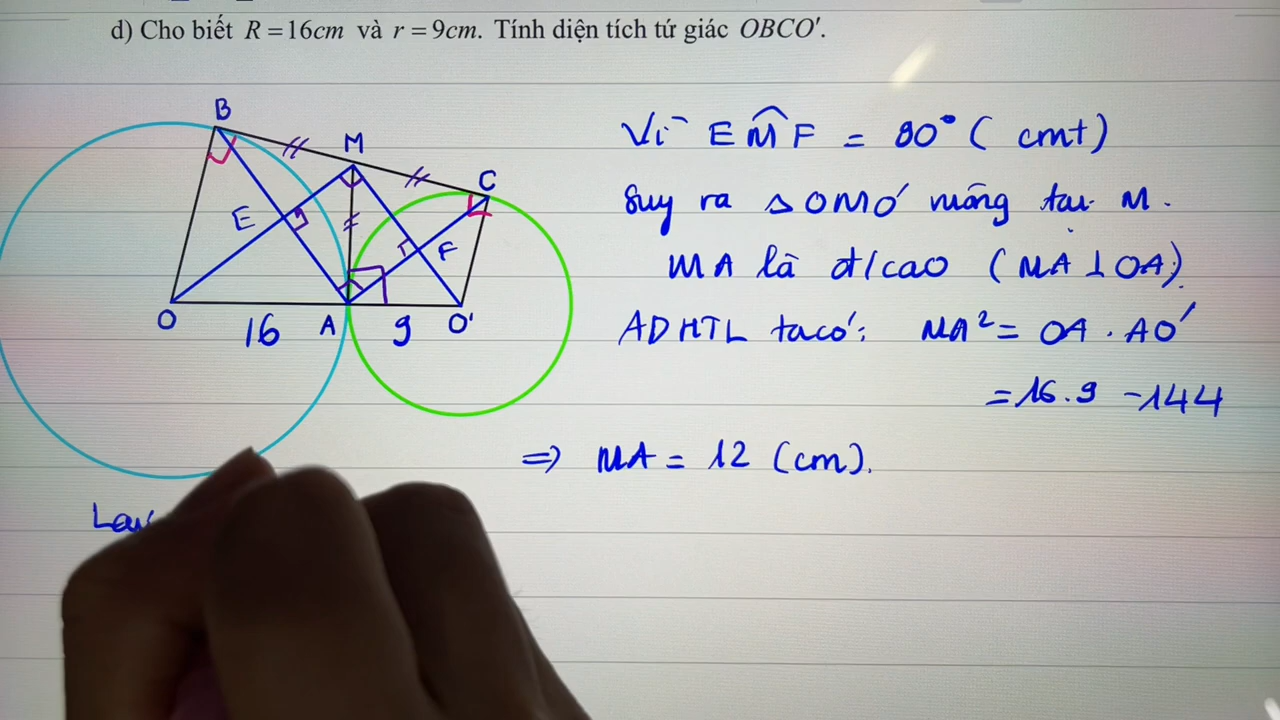 d) Cho biết R = 16cm và r = 9cm. Tính diện tích tứ giác OBCO'.
B
M
C
E
F
O
16
A
9
O'
Vì EMF = 90° ( cmt)
Suy ra △OMO' vuông tại M.
MA là đ/cao (MA ⊥ OA).
ADHTL ta có: MA² = OA . AO'
= 16.9 = 144
⇒ MA = 12 (cm).